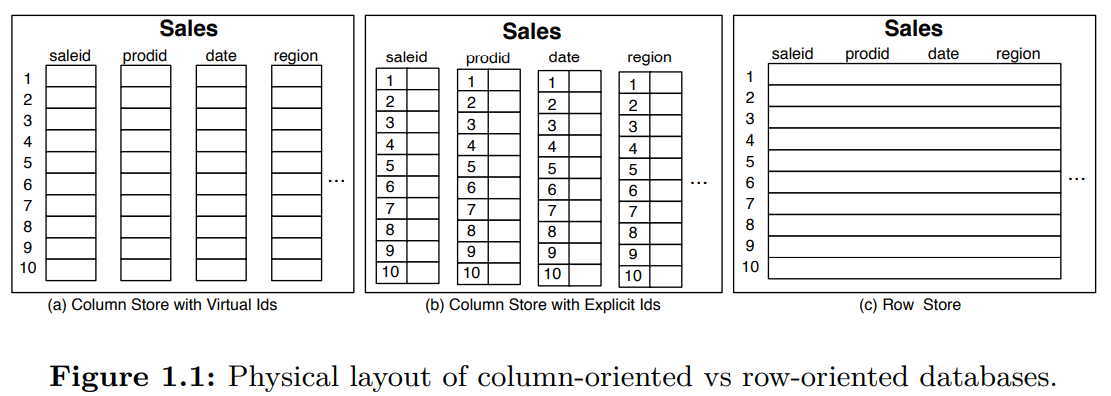 Sales
saleid prodid date region
1
2
3
4
5
6
7
8
9
10
...
(a) Column Store with Virtual Ids
Sales
saleid prodid date region
1 1 1 1
2 2 2 2
3 3 3 3
4 4 4 4
5 5 5 5
6 6 6 6
7 7 7 7
8 8 8 8
9 9 9 9
10 10 10 10
...
(b) Column Store with Explicit Ids
Sales
saleid prodid date region
1
2
3
4
5
6
7
8
9
10
...
(c) Row Store
Figure 1.1: Physical layout of column-oriented vs row-oriented databases.